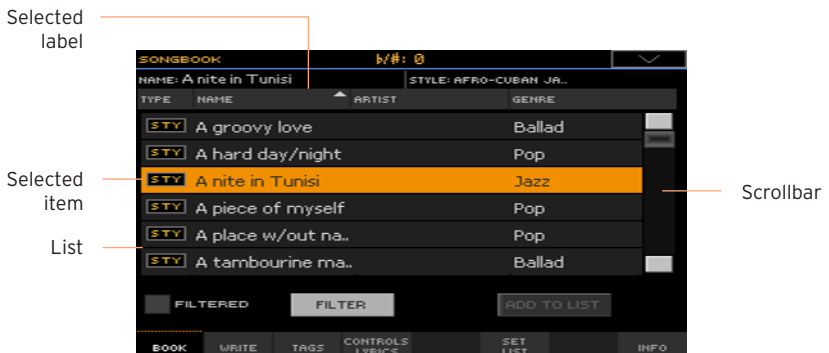 Selected
label
SONGBOOK ♭/#: 0
NAME: A nite in Tunisi STYLE: AFRO-CUBAN JA..
TYPE NAME ARTIST GENRE
STY A groovy love Ballad
STY A hard day/night Pop
Selected
item
STY A nite in Tunisi Jazz
Scrollbar
STY A piece of myself Pop
List
STY A place w/out na.. Pop
STY A tambourine ma.. Ballad
FILTERED FILTER ADD TO LIST
BOOK WRITE TAGS CONTROLS LYRICS SET LIST INFO